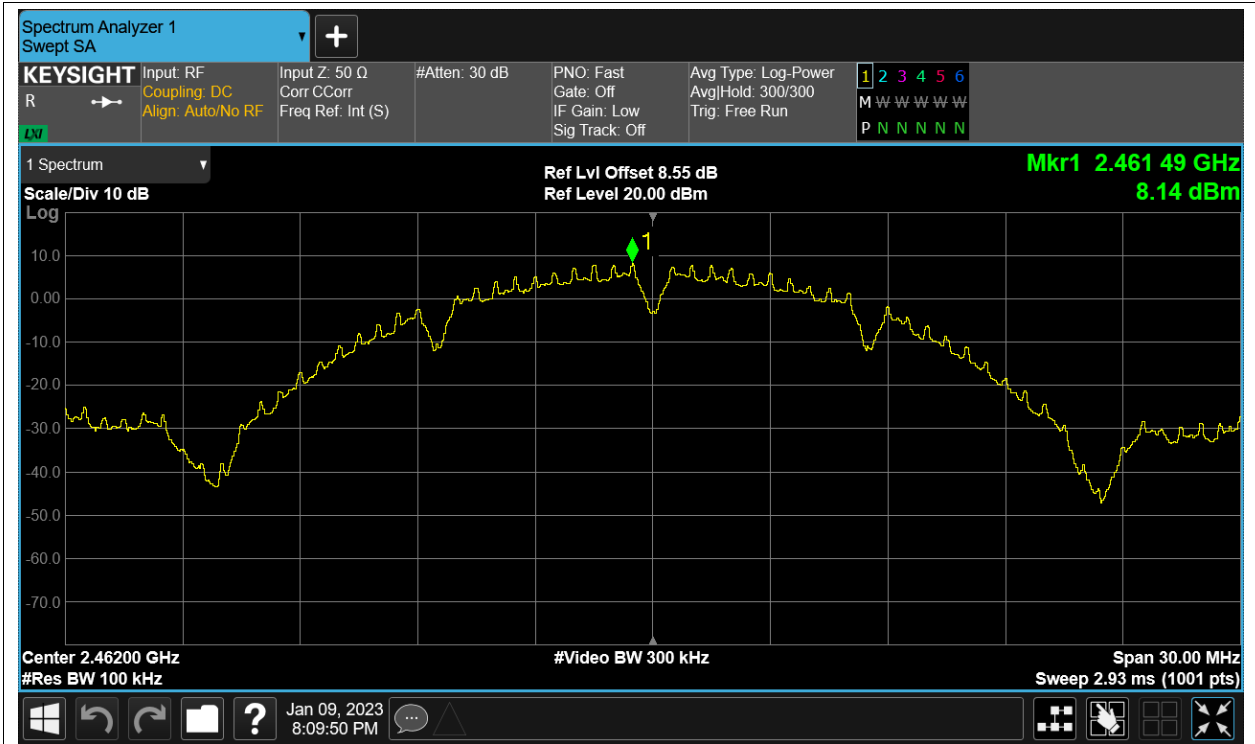 Spectrum Analyzer 1
Swept SA
KEYSIGHT
R
LXI
Input: RF
Coupling: DC
Align: Auto/No RF
Input Z: 50 Ω
Corr CCorr
Freq Ref: Int (S)
#Atten: 30 dB
PNO: Fast
Gate: Off
IF Gain: Low
Sig Track: Off
Avg Type: Log-Power
Avg|Hold: 300/300
Trig: Free Run
1 2 3 4 5 6
M W W W W W
P N N N N N
1 Spectrum
Scale/Div 10 dB
Log
Ref Lvl Offset 8.55 dB
Ref Level 20.00 dBm
Mkr1 2.461 49 GHz
8.14 dBm
1
10.0
0.00
-10.0
-20.0
-30.0
-40.0
-50.0
-60.0
-70.0
Center 2.46200 GHz
#Res BW 100 kHz
#Video BW 300 kHz
Span 30.00 MHz
Sweep 2.93 ms (1001 pts)
?
Jan 09, 2023
8:09:50 PM